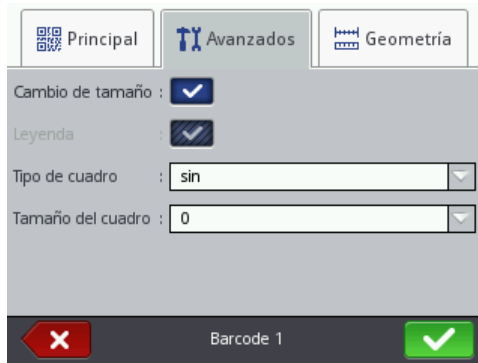 Principal Avanzados Geometría
Cambio de tamaño :
Leyenda :
Tipo de cuadro : sin
Tamaño del cuadro : 0
Barcode 1